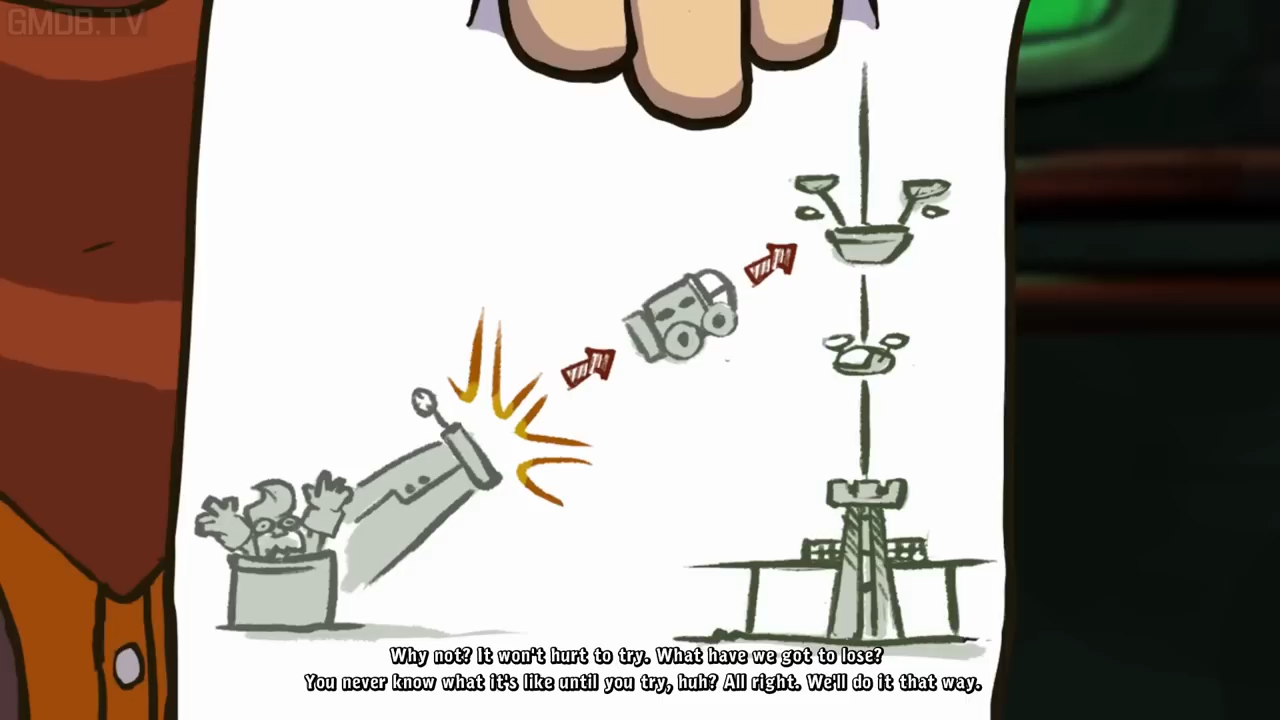 GMDB.TV
Why not? It won't hurt to try. What have we got to lose?
You never know what it's like until you try, huh? All right. We'll do it that way.